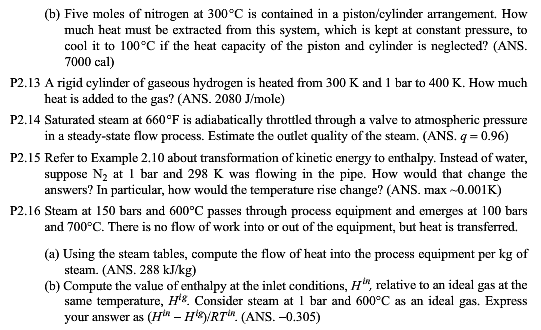 (b) Five moles of nitrogen at 300°C is contained in a piston/cylinder arrangement. How
much heat must be extracted from this system, which is kept at constant pressure, to
cool it to 100°C if the heat capacity of the piston and cylinder is neglected? (ANS.
7000 cal)
P2.13 A rigid cylinder of gaseous hydrogen is heated from 300 K and 1 bar to 400 K. How much
heat is added to the gas? (ANS. 2080 J/mole)
P2.14 Saturated steam at 660°F is adiabatically throttled through a valve to atmospheric pressure
in a steady-state flow process. Estimate the outlet quality of the steam. (ANS. q = 0.96)
P2.15 Refer to Example 2.10 about transformation of kinetic energy to enthalpy. Instead of water,
suppose N₂ at 1 bar and 298 K was flowing in the pipe. How would that change the
answers? In particular, how would the temperature rise change? (ANS. max ~0.001K)
P2.16 Steam at 150 bars and 600°C passes through process equipment and emerges at 100 bars
and 700°C. There is no flow of work into or out of the equipment, but heat is transferred.
(a) Using the steam tables, compute the flow of heat into the process equipment per kg of
steam. (ANS. 288 kJ/kg)
(b) Compute the value of enthalpy at the inlet conditions, Hⁱⁿ, relative to an ideal gas at the
same temperature, Hⁱᵍ. Consider steam at 1 bar and 600°C as an ideal gas. Express
your answer as (Hⁱⁿ – Hⁱᵍ)/RTⁱⁿ. (ANS. –0.305)